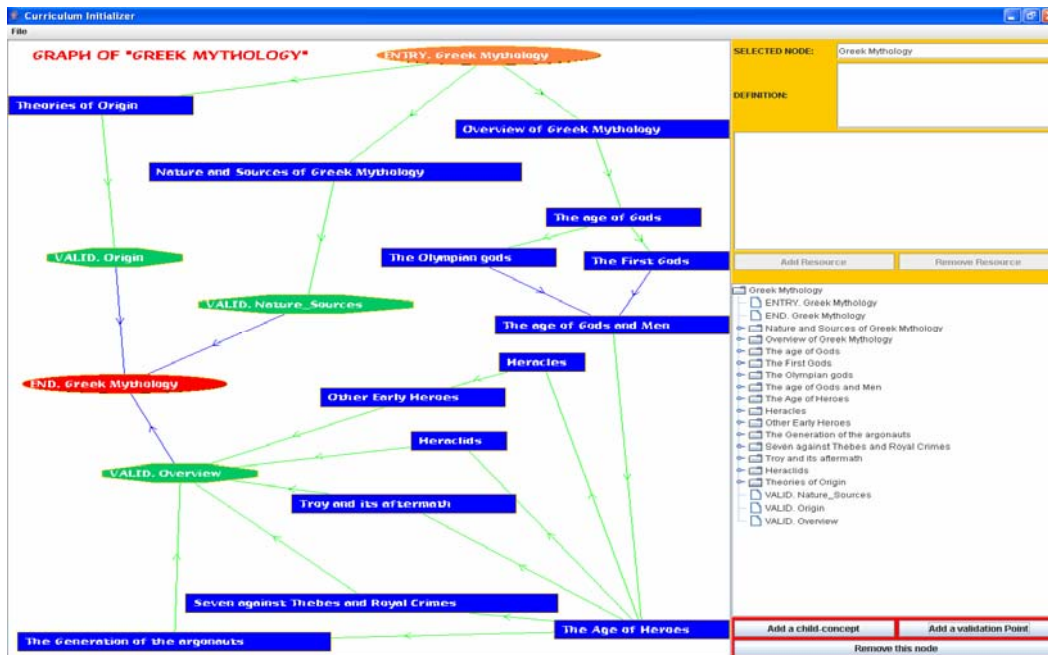 Curriculum Initializer
File
GRAPH OF "GREEK MYTHOLOGY"
ENTRY. Greek Mythology
Theories of Origin
Overview of Greek Mythology
Nature and Sources of Greek Mythology
The age of Gods
The Olympian gods
The First Gods
VALID. Origin
VALID. Nature_Sources
The age of Gods and Men
Heracles
END. Greek Mythology
Other Early Heroes
Heraclids
VALID. Overview
Troy and its aftermath
Seven against Thebes and Royal Crimes
The Age of Heroes
The Generation of the argonauts
SELECTED NODE:
Greek Mythology
DEFINITION:
Add Resource
Remove Resource
Greek Mythology
ENTRY. Greek Mythology
END. Greek Mythology
Nature and Sources of Greek Mythology
Overview of Greek Mythology
The age of Gods
The First Gods
The Olympian gods
The age of Gods and Men
The Age of Heroes
Heracles
Other Early Heroes
The Generation of the argonauts
Seven against Thebes and Royal Crimes
Troy and its aftermath
Heraclids
Theories of Origin
VALID. Nature_Sources
VALID. Origin
VALID. Overview
Add a child-concept
Add a validation Point
Remove this node